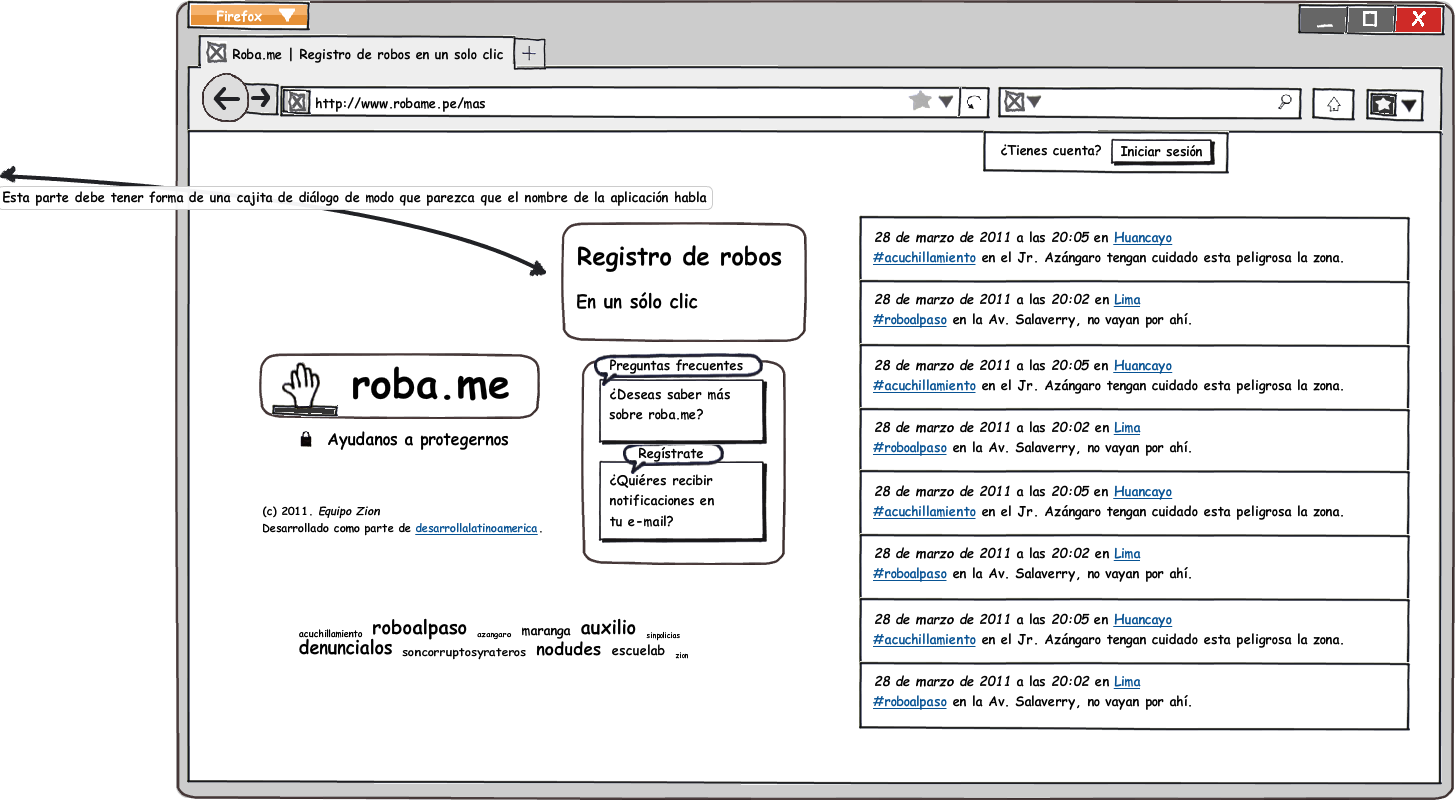 Firefox
Roba.me | Registro de robos en un solo clic
http://www.robame.pe/mas
¿Tienes cuenta? Iniciar sesión
Esta parte debe tener forma de una cajita de diálogo de modo que parezca que el nombre de la aplicación habla
Registro de robos
En un sólo clic
roba.me
Ayudanos a protegernos
Preguntas frecuentes
¿Deseas saber más
sobre roba.me?
Regístrate
¿Quiéres recibir
notificaciones en
tu e-mail?
(c) 2011. Equipo Zion
Desarrollado como parte de desarrollalatinoamerica.
acuchillamiento roboalpaso azangaro maranga auxilio sinpolicias
denuncialos soncorruptosyrateros nodudes escuelab zion
28 de marzo de 2011 a las 20:05 en Huancayo
#acuchillamiento en el Jr. Azángaro tengan cuidado esta peligrosa la zona.
28 de marzo de 2011 a las 20:02 en Lima
#roboalpaso en la Av. Salaverry, no vayan por ahí.
28 de marzo de 2011 a las 20:05 en Huancayo
#acuchillamiento en el Jr. Azángaro tengan cuidado esta peligrosa la zona.
28 de marzo de 2011 a las 20:02 en Lima
#roboalpaso en la Av. Salaverry, no vayan por ahí.
28 de marzo de 2011 a las 20:05 en Huancayo
#acuchillamiento en el Jr. Azángaro tengan cuidado esta peligrosa la zona.
28 de marzo de 2011 a las 20:02 en Lima
#roboalpaso en la Av. Salaverry, no vayan por ahí.
28 de marzo de 2011 a las 20:05 en Huancayo
#acuchillamiento en el Jr. Azángaro tengan cuidado esta peligrosa la zona.
28 de marzo de 2011 a las 20:02 en Lima
#roboalpaso en la Av. Salaverry, no vayan por ahí.